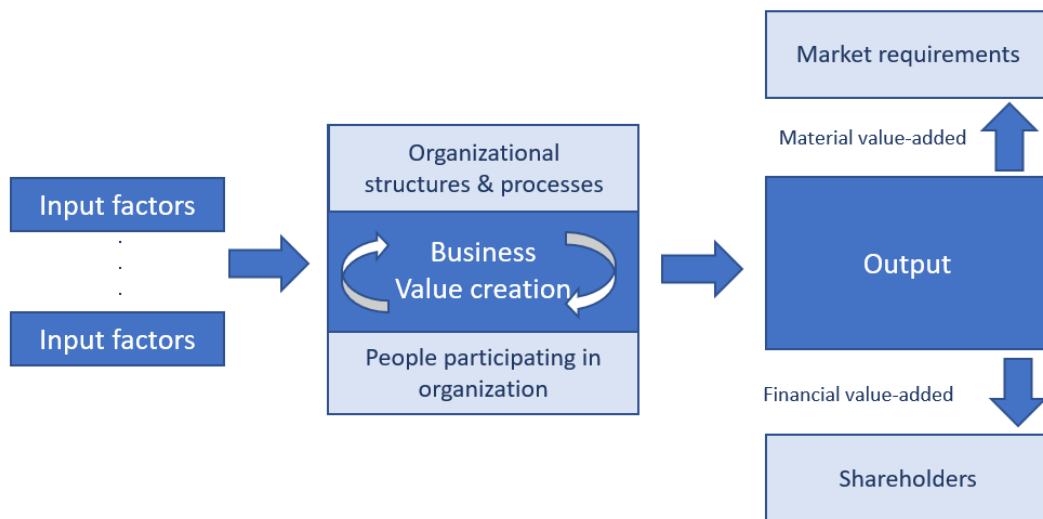 Input factors
.
.
.
Input factors
Organizational
structures & processes
Business
Value creation
People participating in
organization
Market requirements
Material value-added
Output
Financial value-added
Shareholders